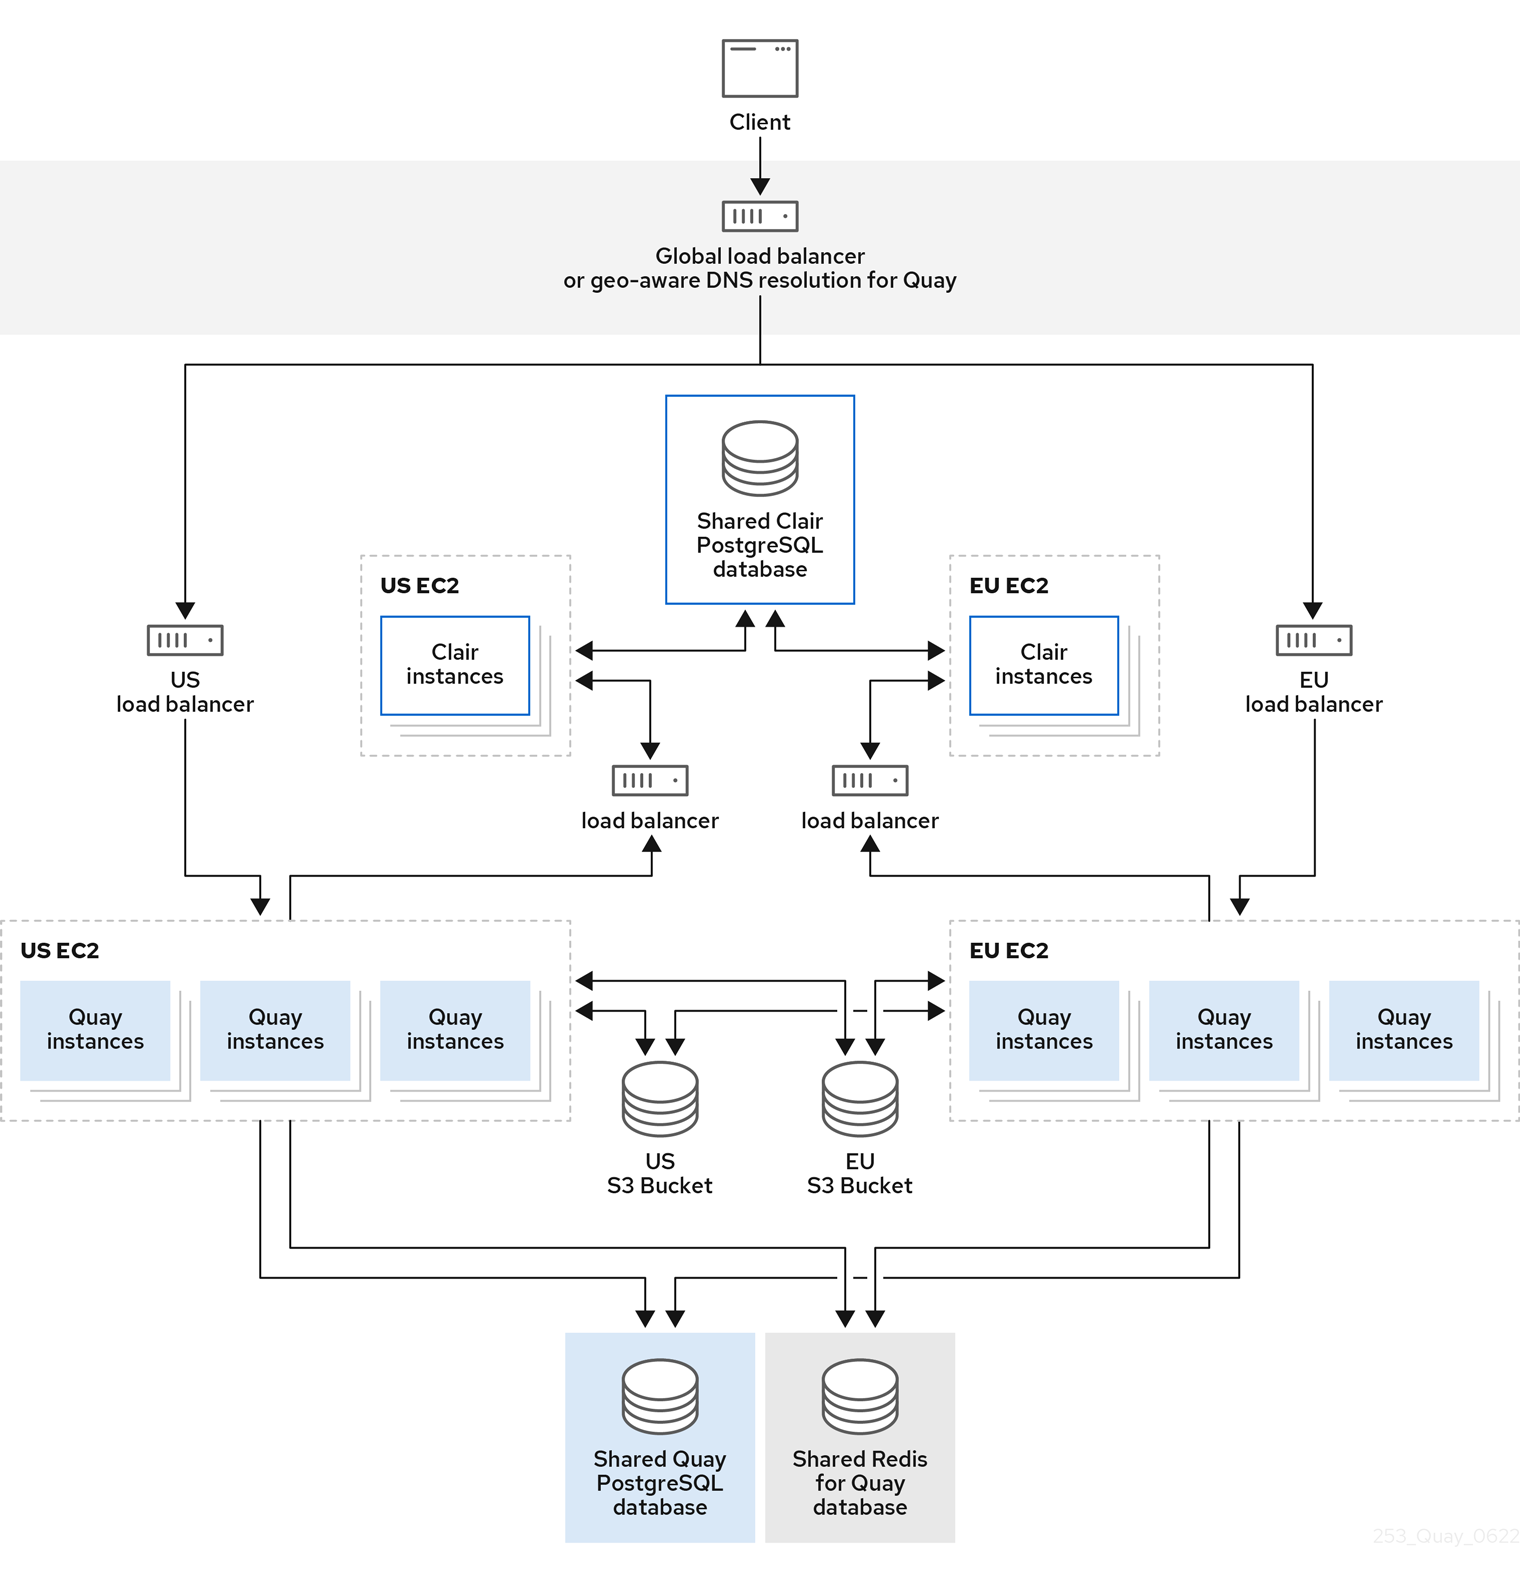 Client
Global load balancer
or geo-aware DNS resolution for Quay
Shared Clair
PostgreSQL
database
US EC2
Clair
instances
EU EC2
Clair
instances
US
load balancer
EU
load balancer
load balancer
load balancer
US EC2
Quay
instances
Quay
instances
Quay
instances
EU EC2
Quay
instances
Quay
instances
Quay
instances
US
S3 Bucket
EU
S3 Bucket
Shared Quay
PostgreSQL
database
Shared Redis
for Quay
database
253_Quay_0622